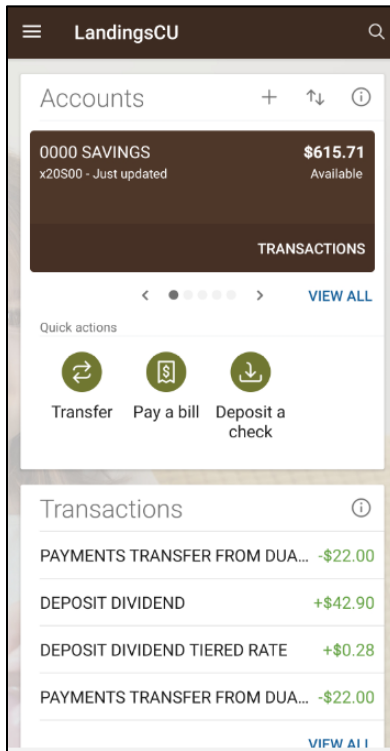 LandingsCU
Accounts
0000 SAVINGS $615.71
x20S00 - Just updated Available
TRANSACTIONS
VIEW ALL
Quick actions
Transfer Pay a bill Deposit a
check
Transactions
PAYMENTS TRANSFER FROM DUA... -$22.00
DEPOSIT DIVIDEND +$42.90
DEPOSIT DIVIDEND TIERED RATE +$0.28
PAYMENTS TRANSFER FROM DUA... -$22.00
VIEW ALL